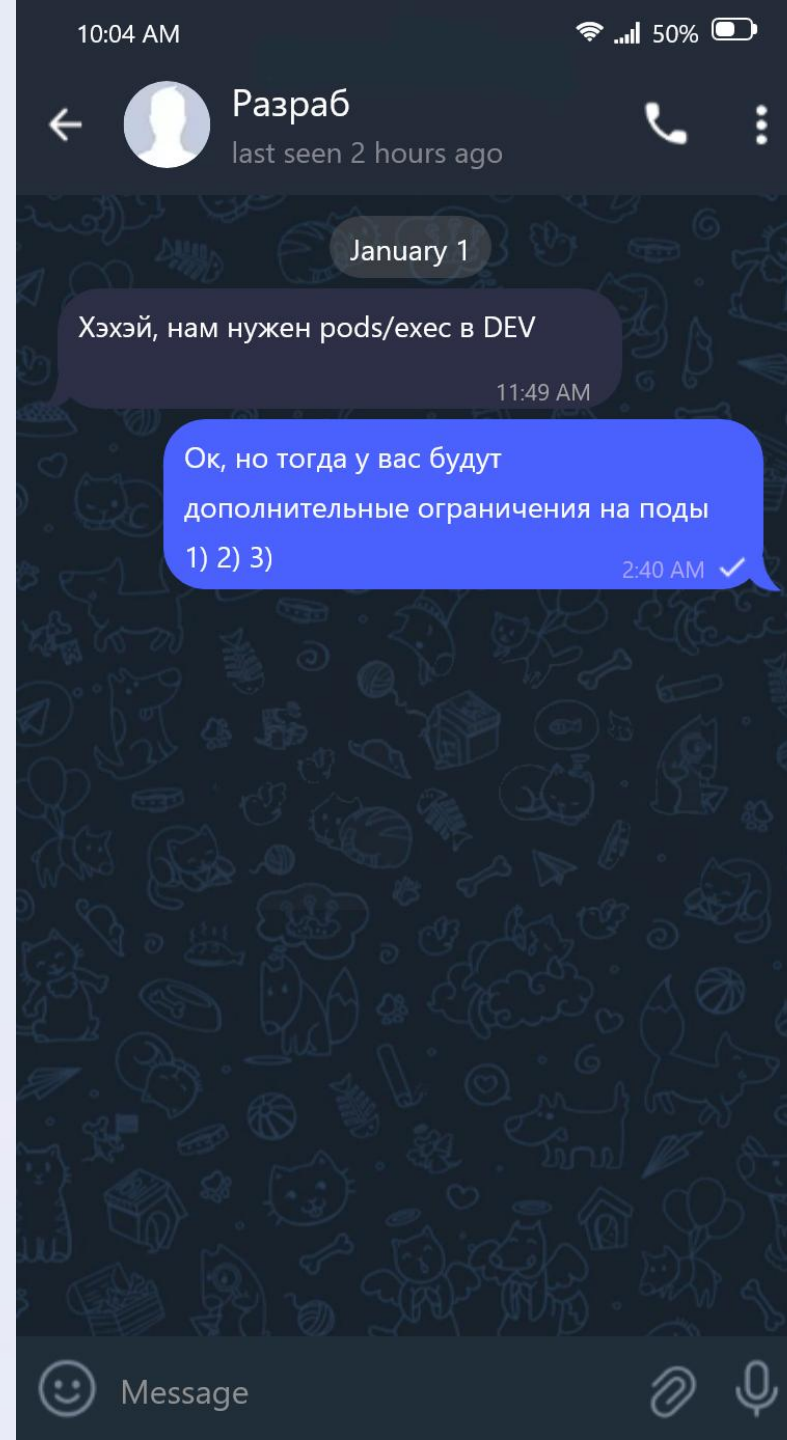 10:04 AM
50%
Разраб
last seen 2 hours ago
January 1
Хэхэй, нам нужен pods/exec в DEV
11:49 AM
Ок, но тогда у вас будут
дополнительные ограничения на поды
1) 2) 3)
2:40 AM
Message